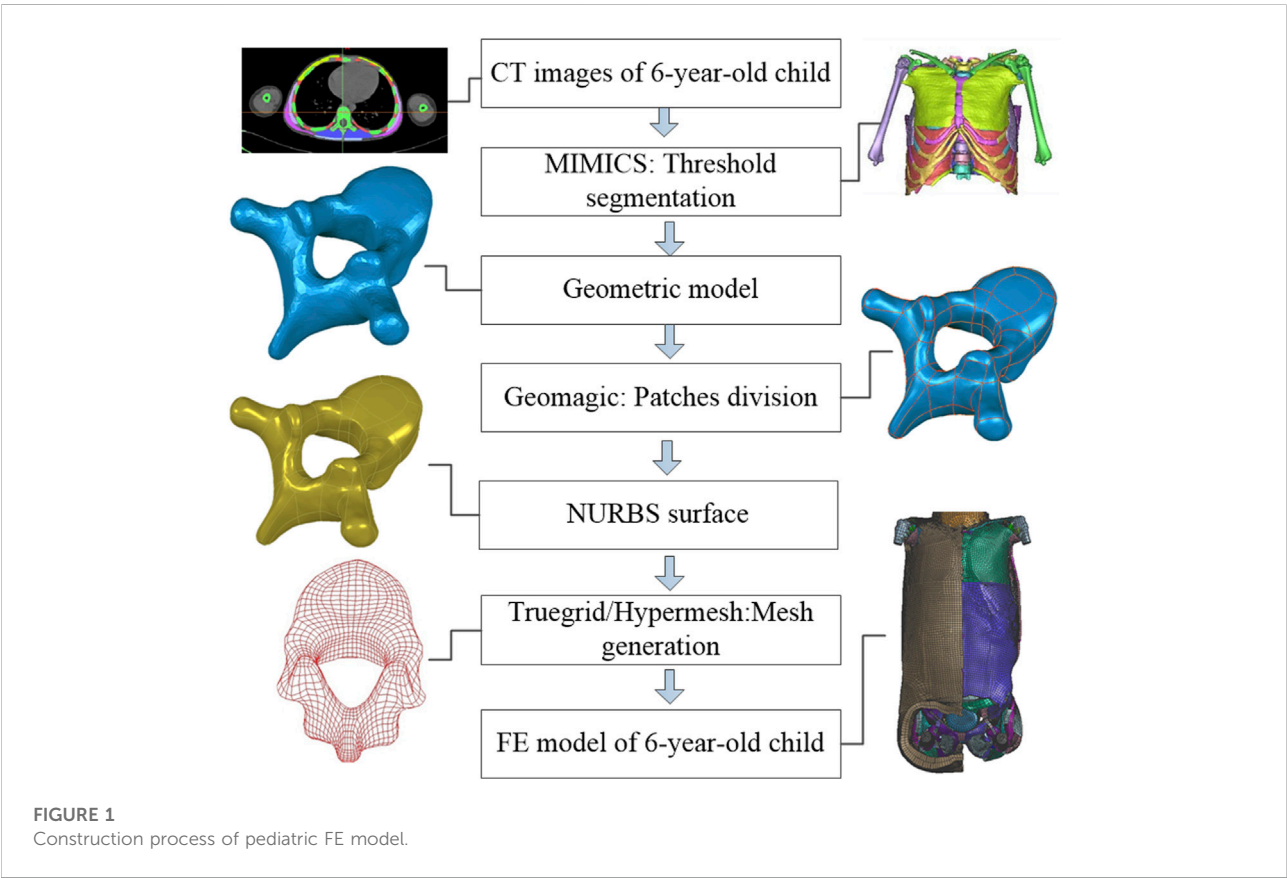 CT images of 6-year-old child
MIMICS: Threshold
segmentation
Geometric model
Geomagic: Patches division
NURBS surface
Truegrid/Hypermesh:Mesh
generation
FE model of 6-year-old child
FIGURE 1
Construction process of pediatric FE model.